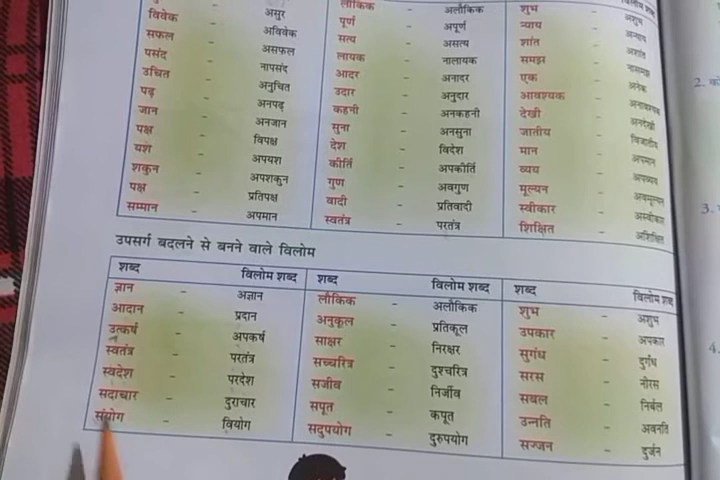 असुर लौकिक - अलौकिक शुभ - अशुभ
विवेक - अविवेक पूर्ण - अपूर्ण न्याय - अन्याय
सफल - असफल सत्य - असत्य शांत - अशांत
पसंद - नापसंद लायक - नालायक समझ - नासमझ
उचित - अनुचित आदर - अनादर एक - अनेक
पढ़ - अनपढ़ उदार - अनुदार आवश्यक - अनावश्यक
जान - अनजान कहनी - अनकहनी देखी - अनदेखी
पक्ष - विपक्ष सुना - अनसुना जातीय - विजातीय
यश - अपयश देश - विदेश मान - अपमान
शकुन - अपशकुन कीर्ति - अपकीर्ति व्यय - अपव्यय
पक्ष - प्रतिपक्ष गुण - अवगुण मूल्यन - अवमूल्यन
सम्मान - अपमान वादी - प्रतिवादी स्वीकार - अस्वीकार
स्वतंत्र - परतंत्र शिक्षित - अशिक्षित
उपसर्ग बदलने से बनने वाले विलोम
शब्द विलोम शब्द शब्द विलोम शब्द शब्द विलोम शब्द
ज्ञान - अज्ञान लौकिक - अलौकिक शुभ - अशुभ
आदान - प्रदान अनुकूल - प्रतिकूल उपकार - अपकार
उत्कर्ष - अपकर्ष साक्षर - निरक्षर सुगंध - दुर्गंध
स्वतंत्र - परतंत्र सच्चरित्र - दुश्चरित्र सरस - नीरस
स्वदेश - परदेश सजीव - निर्जीव सबल - निर्बल
सदाचार - दुराचार सपूत - कपूत उन्नति - अवनति
संयोग - वियोग सदुपयोग - दुरुपयोग सज्जन - दुर्जन
2.
3.
4.